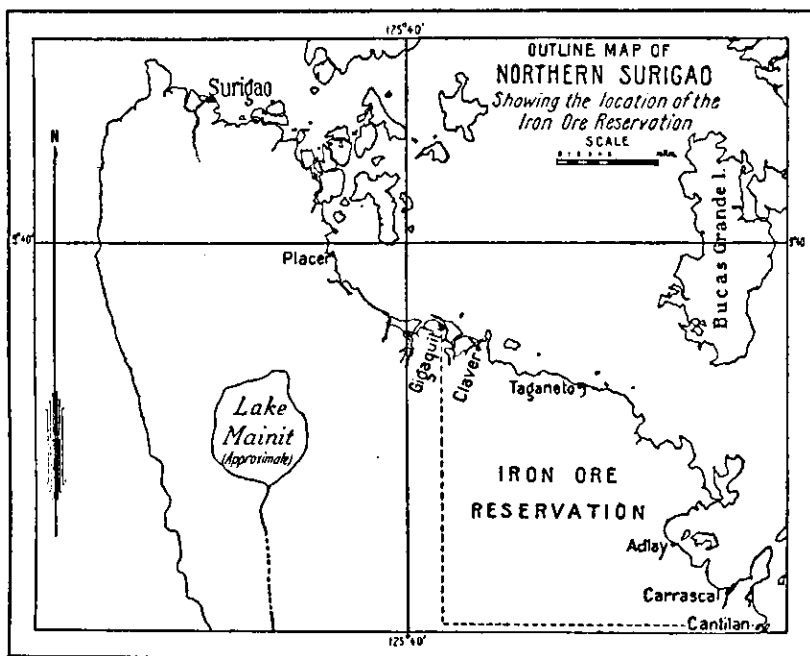 125°40'
OUTLINE MAP OF
NORTHERN SURIGAO
Showing the location of the
Iron Ore Reservation
SCALE
Surigao
N
Bucas Grande I.
Placer
Gigaquit
Claver
Taganeto
Lake
Mainit
(Approximate)
IRON ORE
RESERVATION
Adlay
Carrascal
Cantilan
125°40'